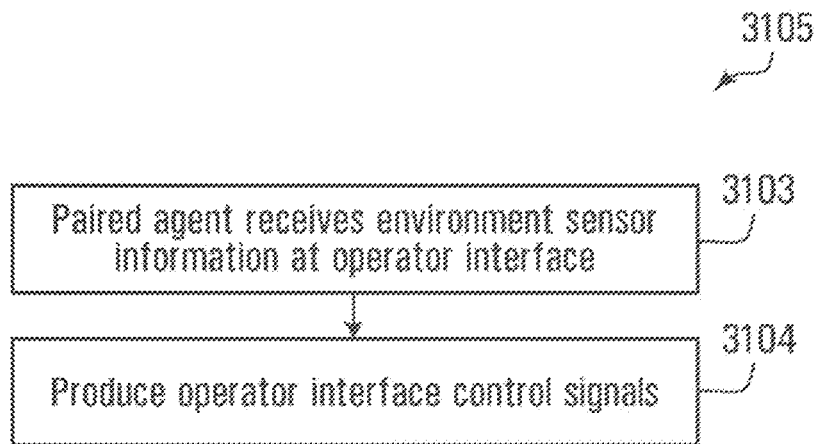 3105
3103
Paired agent receives environment sensor
information at operator interface
3104
Produce operator interface control signals